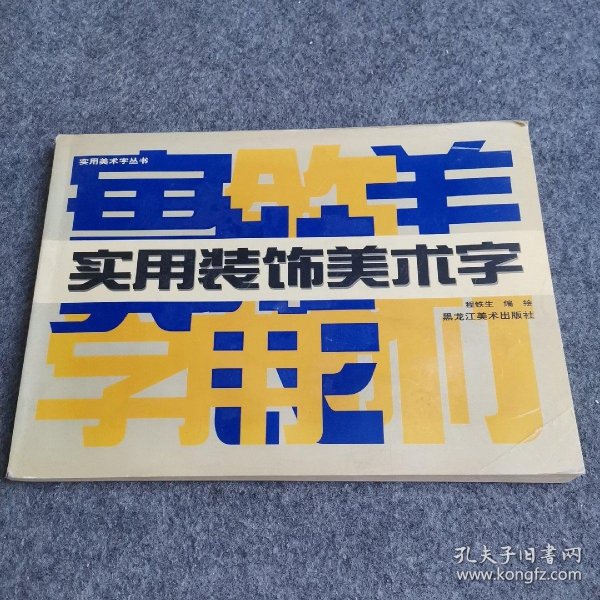 实用美术字丛书
实用装饰美术字
程铁生 编绘
黑龙江美术出版社
孔夫子旧书网
www.kongfz.com